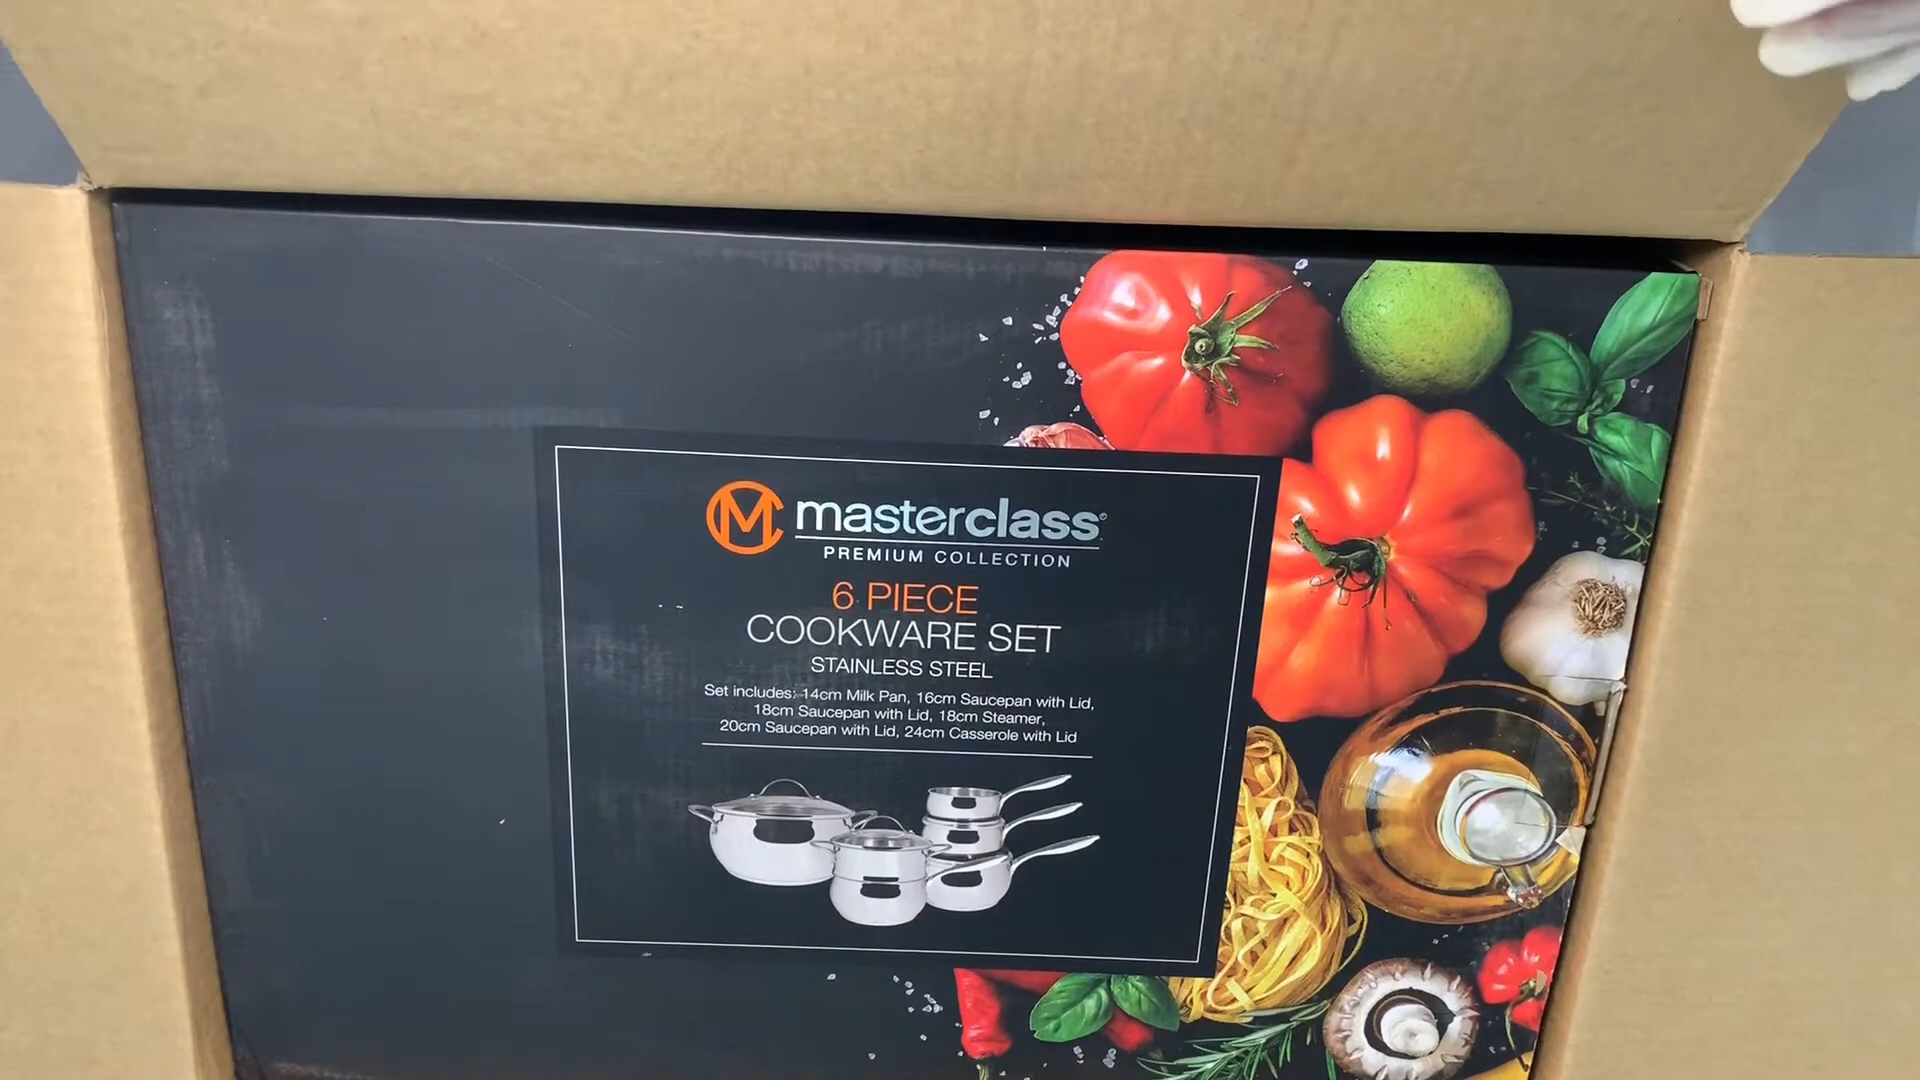 MC masterclass®
PREMIUM COLLECTION
6 PIECE
COOKWARE SET
STAINLESS STEEL
Set includes: 14cm Milk Pan, 16cm Saucepan with Lid,
18cm Saucepan with Lid, 18cm Steamer,
20cm Saucepan with Lid, 24cm Casserole with Lid